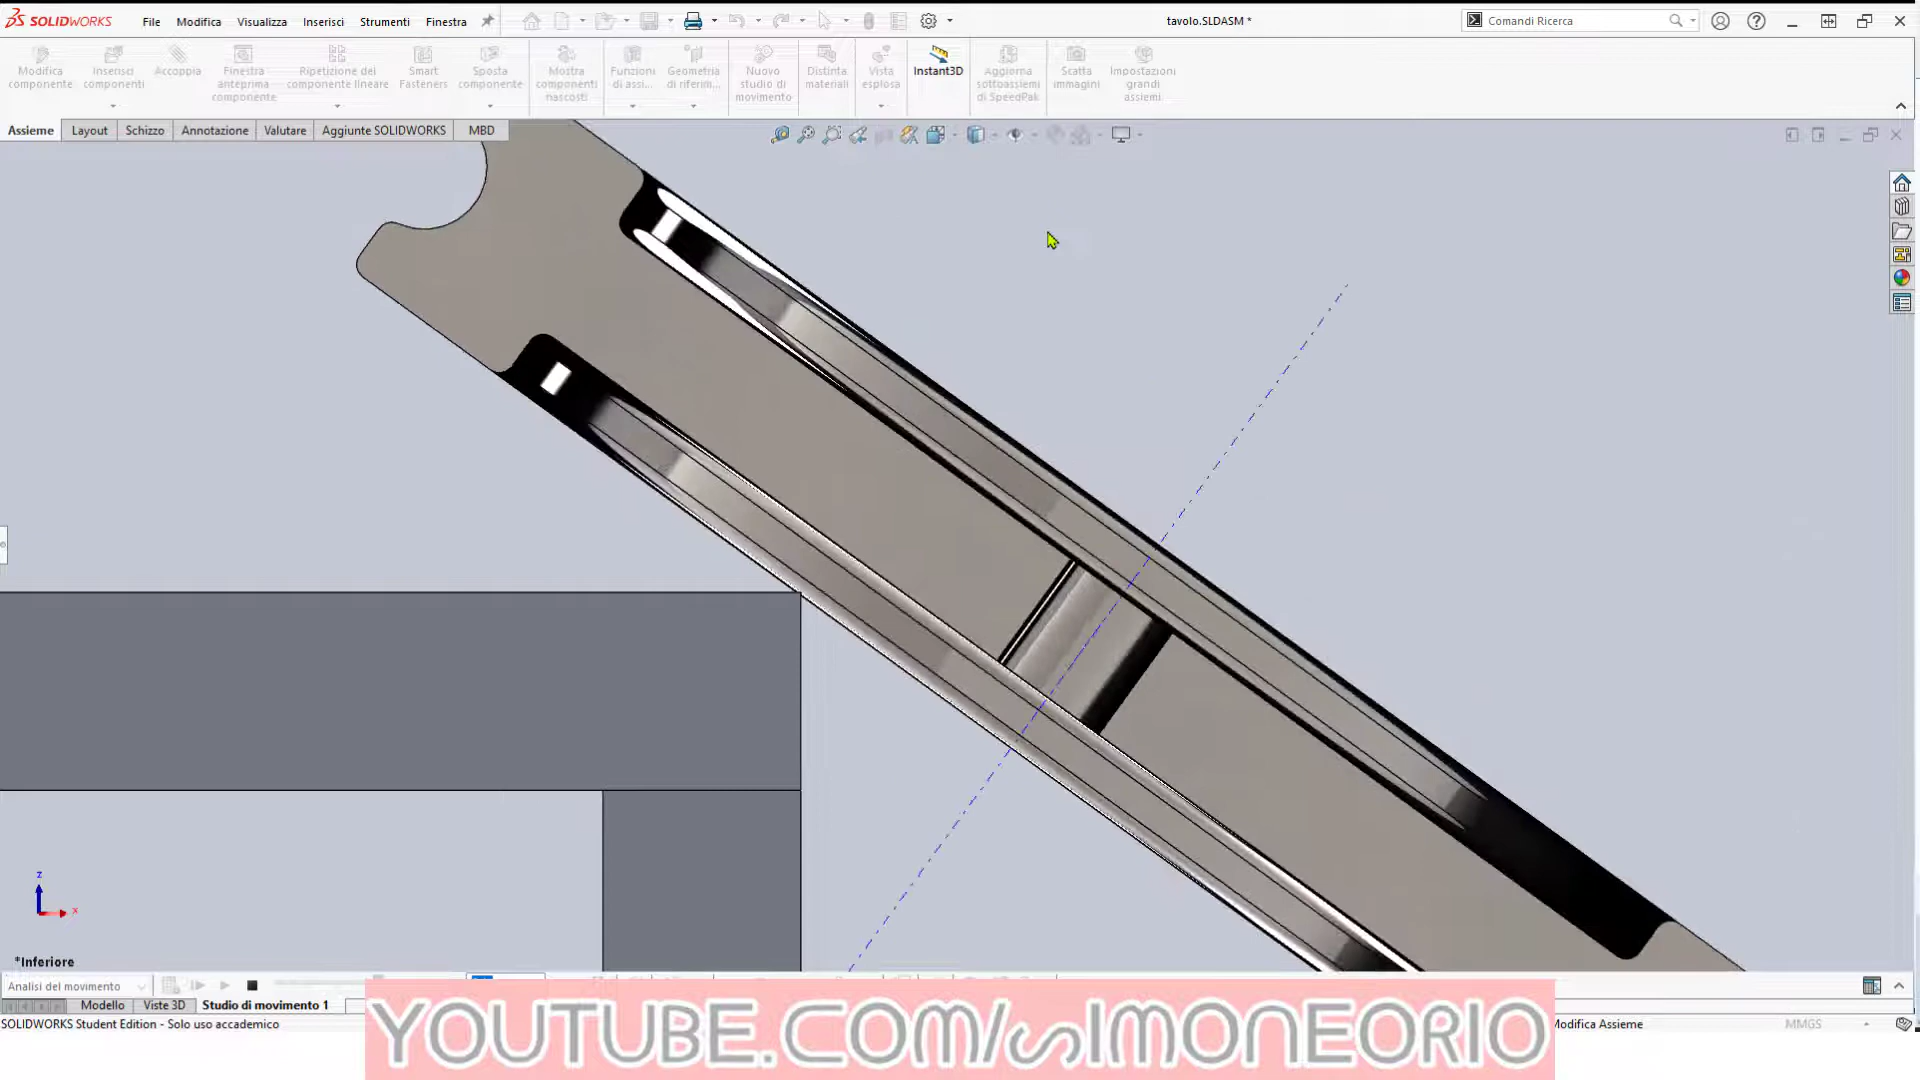 SOLIDWORKS File Modifica Visualizza Inserisci Strumenti Finestra tavolo.SLDASM * Comandi Ricerca
Modifica componente
Inserisci componenti
Accoppia
Finestra anteprima componente
Ripetizione dei componente lineare
Smart Fasteners
Sposta componente
Mostra componenti nascosti
Funzioni di assi...
Geometria di riferim...
Nuovo studio di movimento
Distinta materiali
Vista esplosa
Instant3D
Aggiorna sottoassiemi di SpeedPak
Scatta immagini
Impostazioni grandi assiemi
Assieme Layout Schizzo Annotazione Valutare Aggiunte SOLIDWORKS MBD
z
x
*Inferiore
Analisi del movimento
Modello Viste 3D Studio di movimento 1
SOLIDWORKS Student Edition - Solo uso accademico
Modifica Assieme MMGS
YOUTUBE.COM/SIMONEORIO